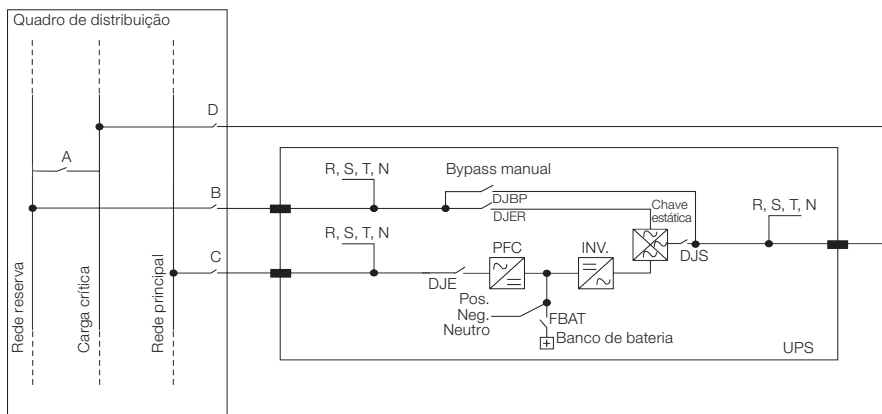 Quadro de distribuição
D
A
B
C
Rede reserva
Carga crítica
Rede principal
R, S, T, N
Bypass manual
DJBP
DJER
Chave
estática
R, S, T, N
R, S, T, N
DJE
PFC
INV.
DJS
Pos.
Neg.
Neutro
FBAT
Banco de bateria
UPS